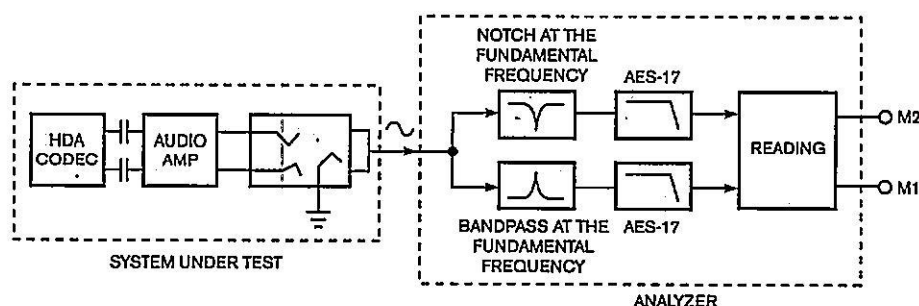 NOTCH AT THE
FUNDAMENTAL
FREQUENCY
AES-17
HDA
CODEC
AUDIO
AMP
READING
M2
M1
BANDPASS AT THE
FUNDAMENTAL
FREQUENCY
AES-17
SYSTEM UNDER TEST
ANALYZER